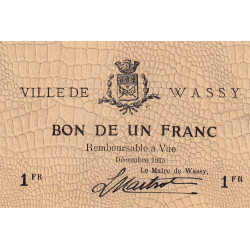 VILLE DE WASSY
BON DE UN FRANC
Remboursable a Vue
Décembre 1915
Le Maire de Wassy,
1 FR 1 FR